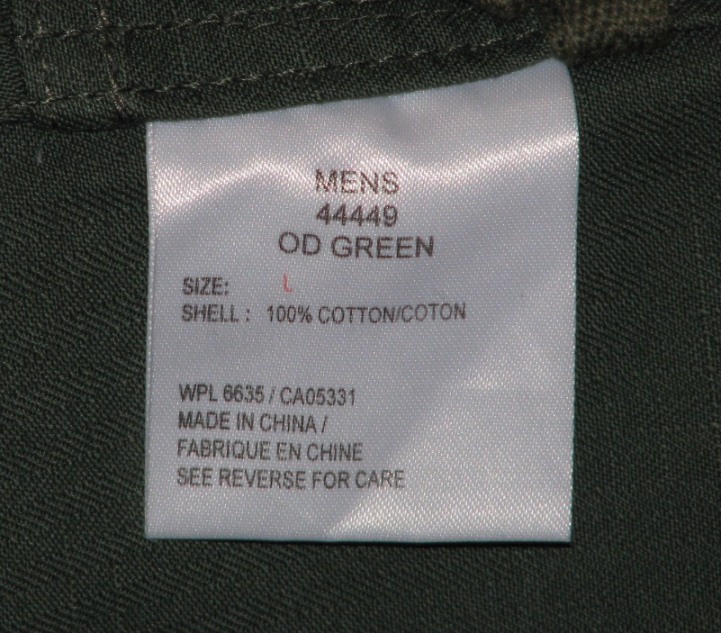 MENS
44449
OD GREEN
SIZE: L
SHELL : 100% COTTON/COTON
WPL 6635 / CA05331
MADE IN CHINA /
FABRIQUE EN CHINE
SEE REVERSE FOR CARE